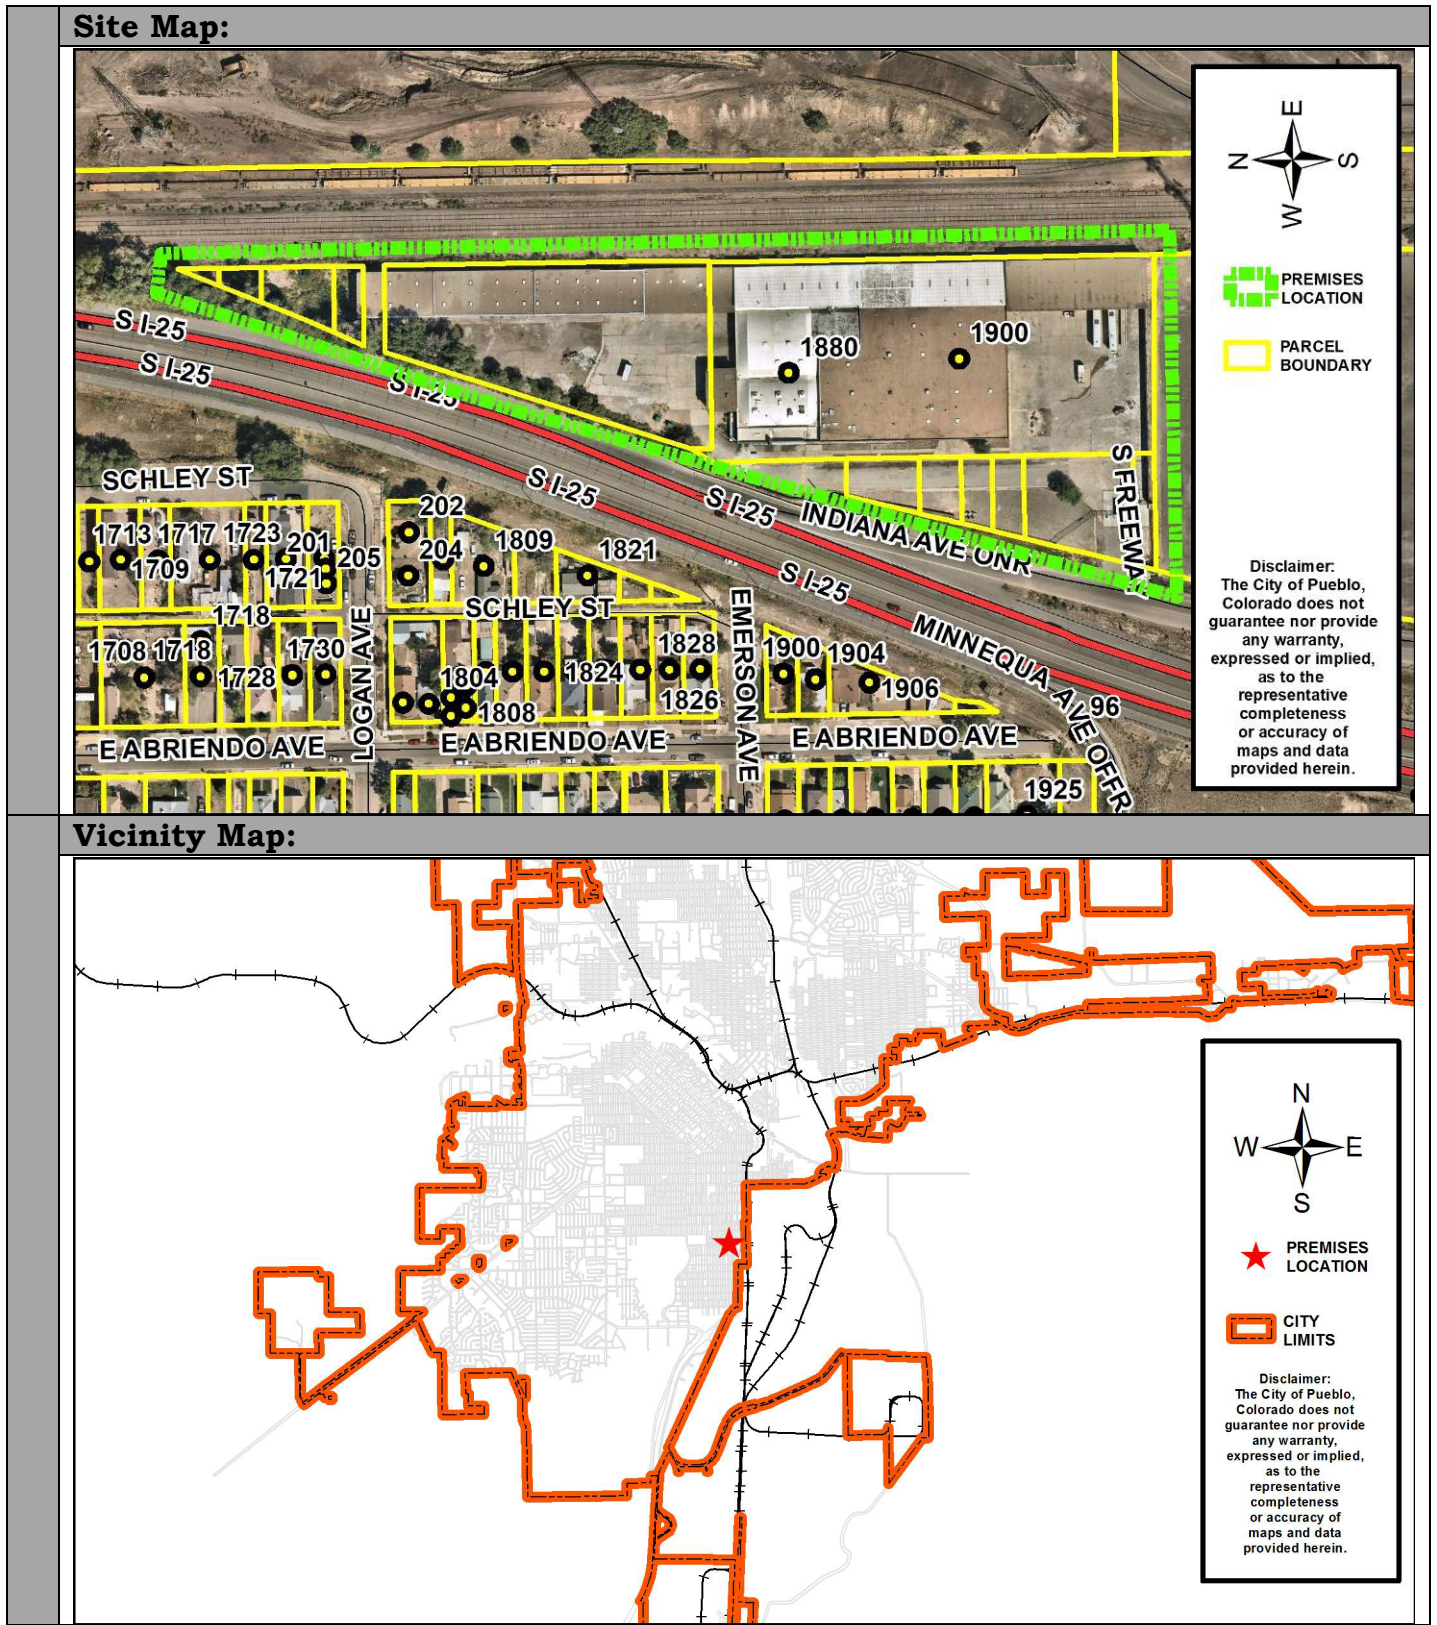 Site Map:
E
N
S
W
PREMISES
LOCATION
PARCEL
BOUNDARY
Disclaimer:
The City of Pueblo,
Colorado does not
guarantee nor provide
any warranty,
expressed or implied,
as to the
representative
completeness
or accuracy of
maps and data
provided herein.
S I-25
S I-25
S I-25
S I-25
S I-25
S I-25
1880
1900
S FREEWAY
INDIANA AVE ONR
MINNEQUA AVE OFFR
96
SCHLEY ST
202
1713
1717
1723
201
204
1809
1821
1709
1721
205
1718
SCHLEY ST
LOGAN AVE
EMERSON AVE
1708
1718
1728
1730
1804
1824
1828
1900
1904
1808
1826
1906
E ABRIENDO AVE
E ABRIENDO AVE
E ABRIENDO AVE
1925
Vicinity Map:
N
W
E
S
PREMISES
LOCATION
CITY
LIMITS
Disclaimer:
The City of Pueblo,
Colorado does not
guarantee nor provide
any warranty,
expressed or implied,
as to the
representative
completeness
or accuracy of
maps and data
provided herein.